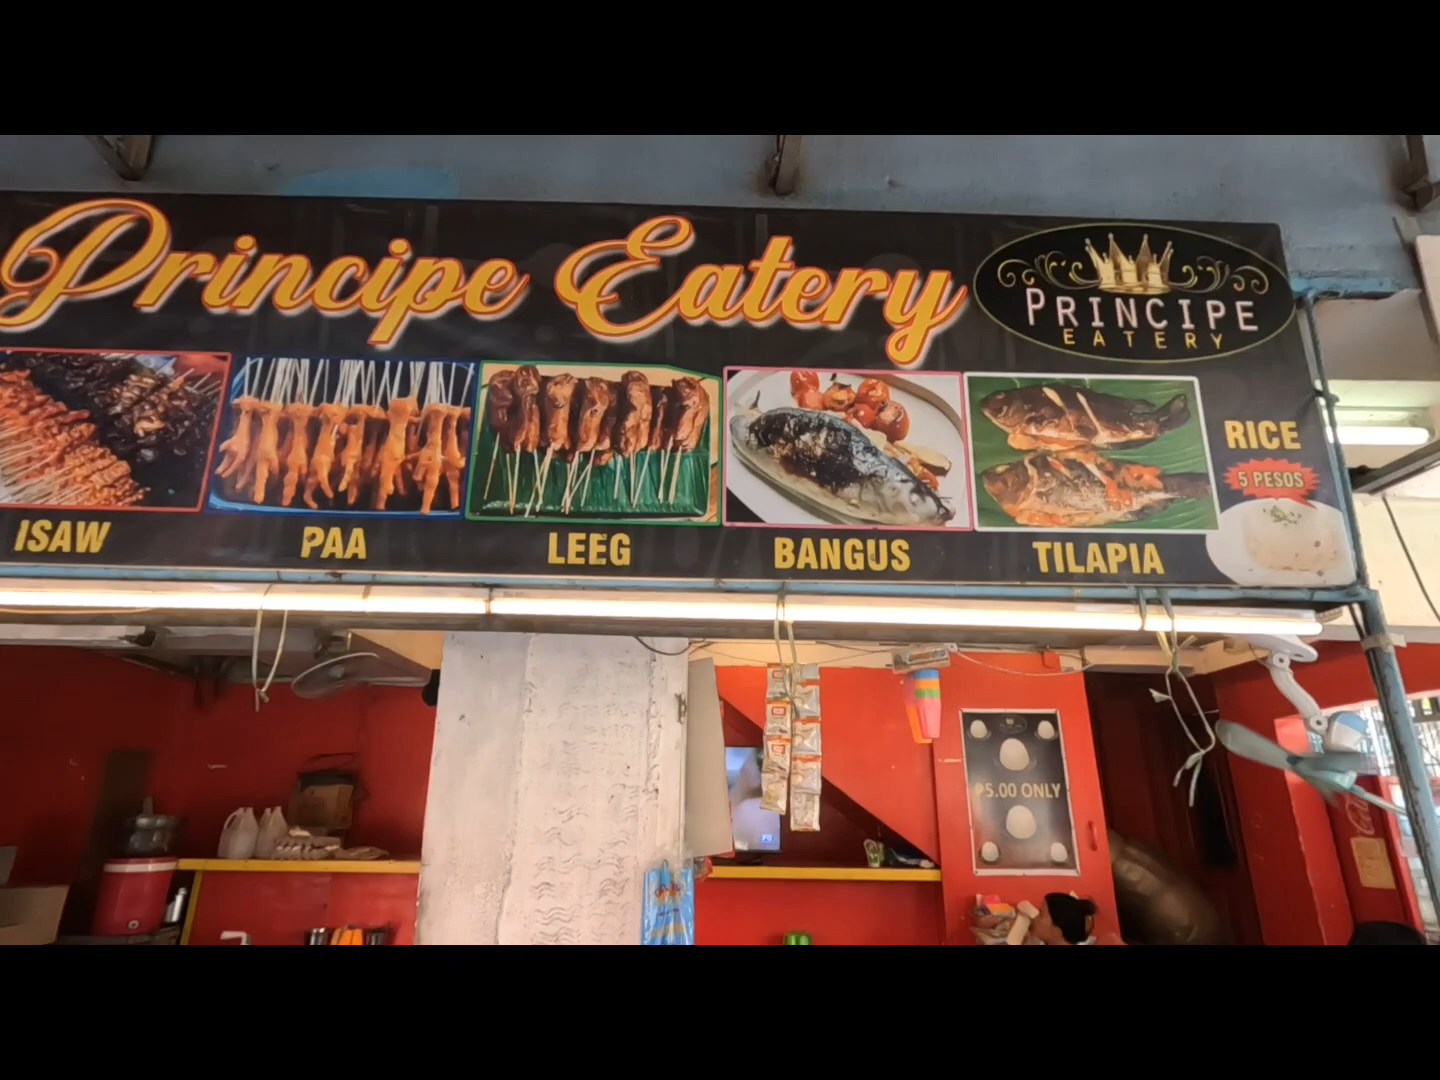 Principe Eatery
PRINCIPE
EATERY
RICE
5 PESOS
ISAW
PAA
LEEG
BANGUS
TILAPIA
₱5.00 ONLY